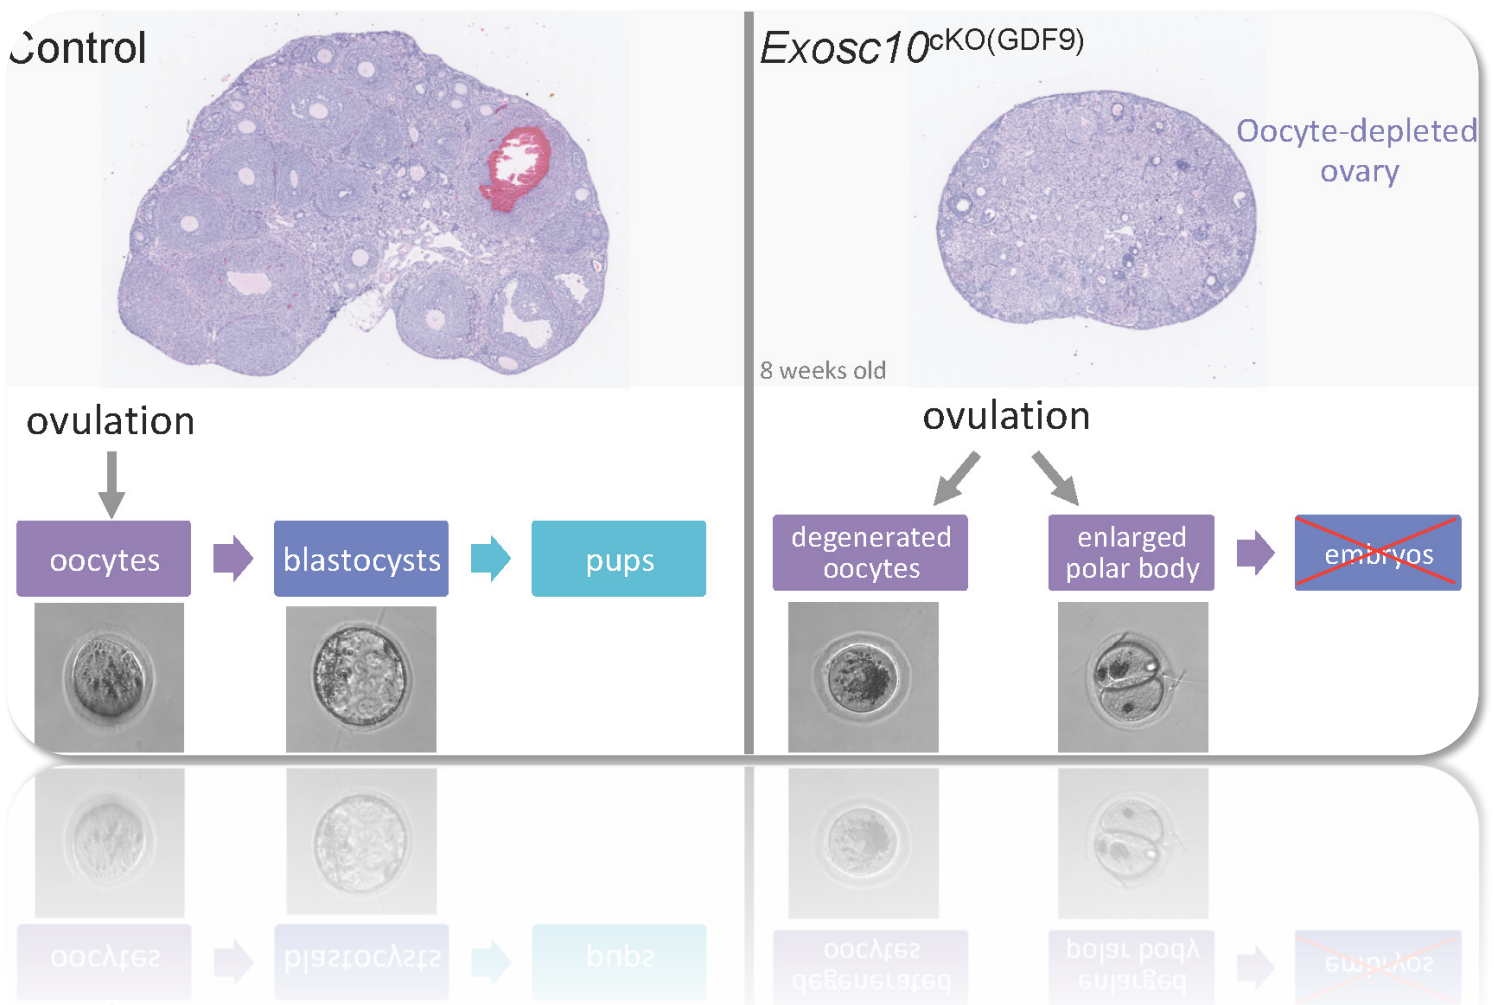 Control
Exosc10cKO(GDF9)
Oocyte-depleted
ovary
8 weeks old
ovulation
oocytes
blastocysts
pups
ovulation
degenerated
oocytes
enlarged
polar body
embryos